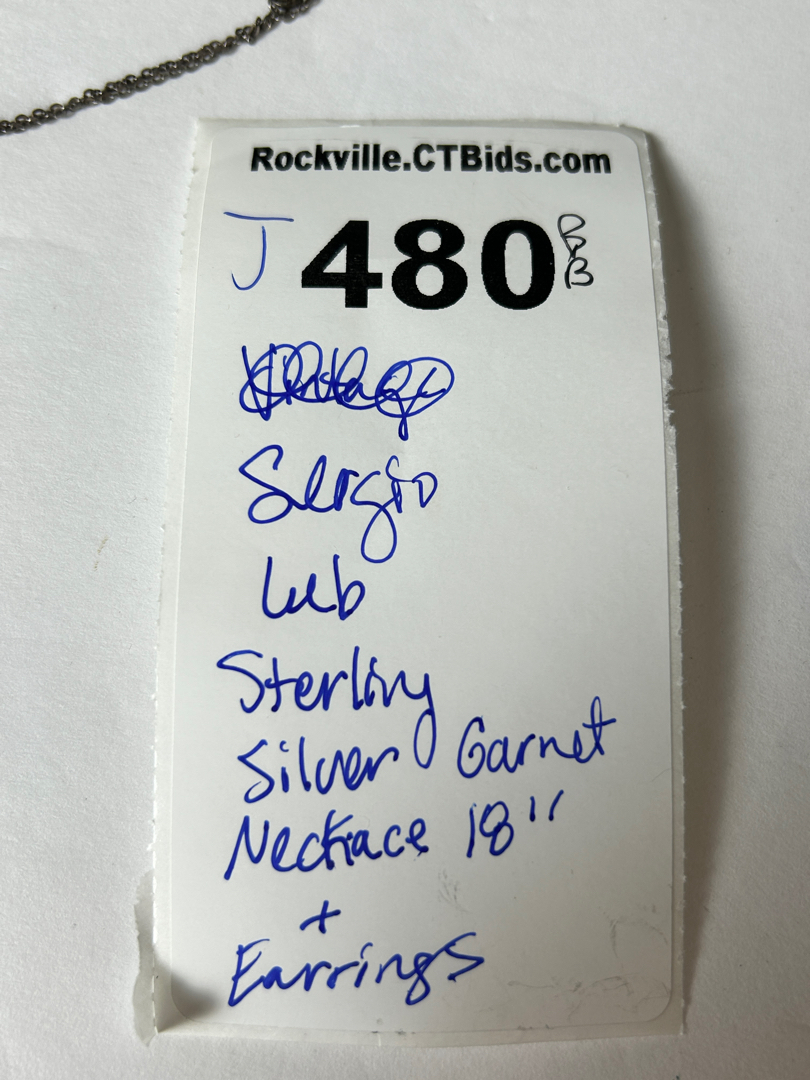 Rockville.CTBids.com
J 480
Sergio
Lub
Sterling
Silver Garnet
Necklace 18"
+
Earrings